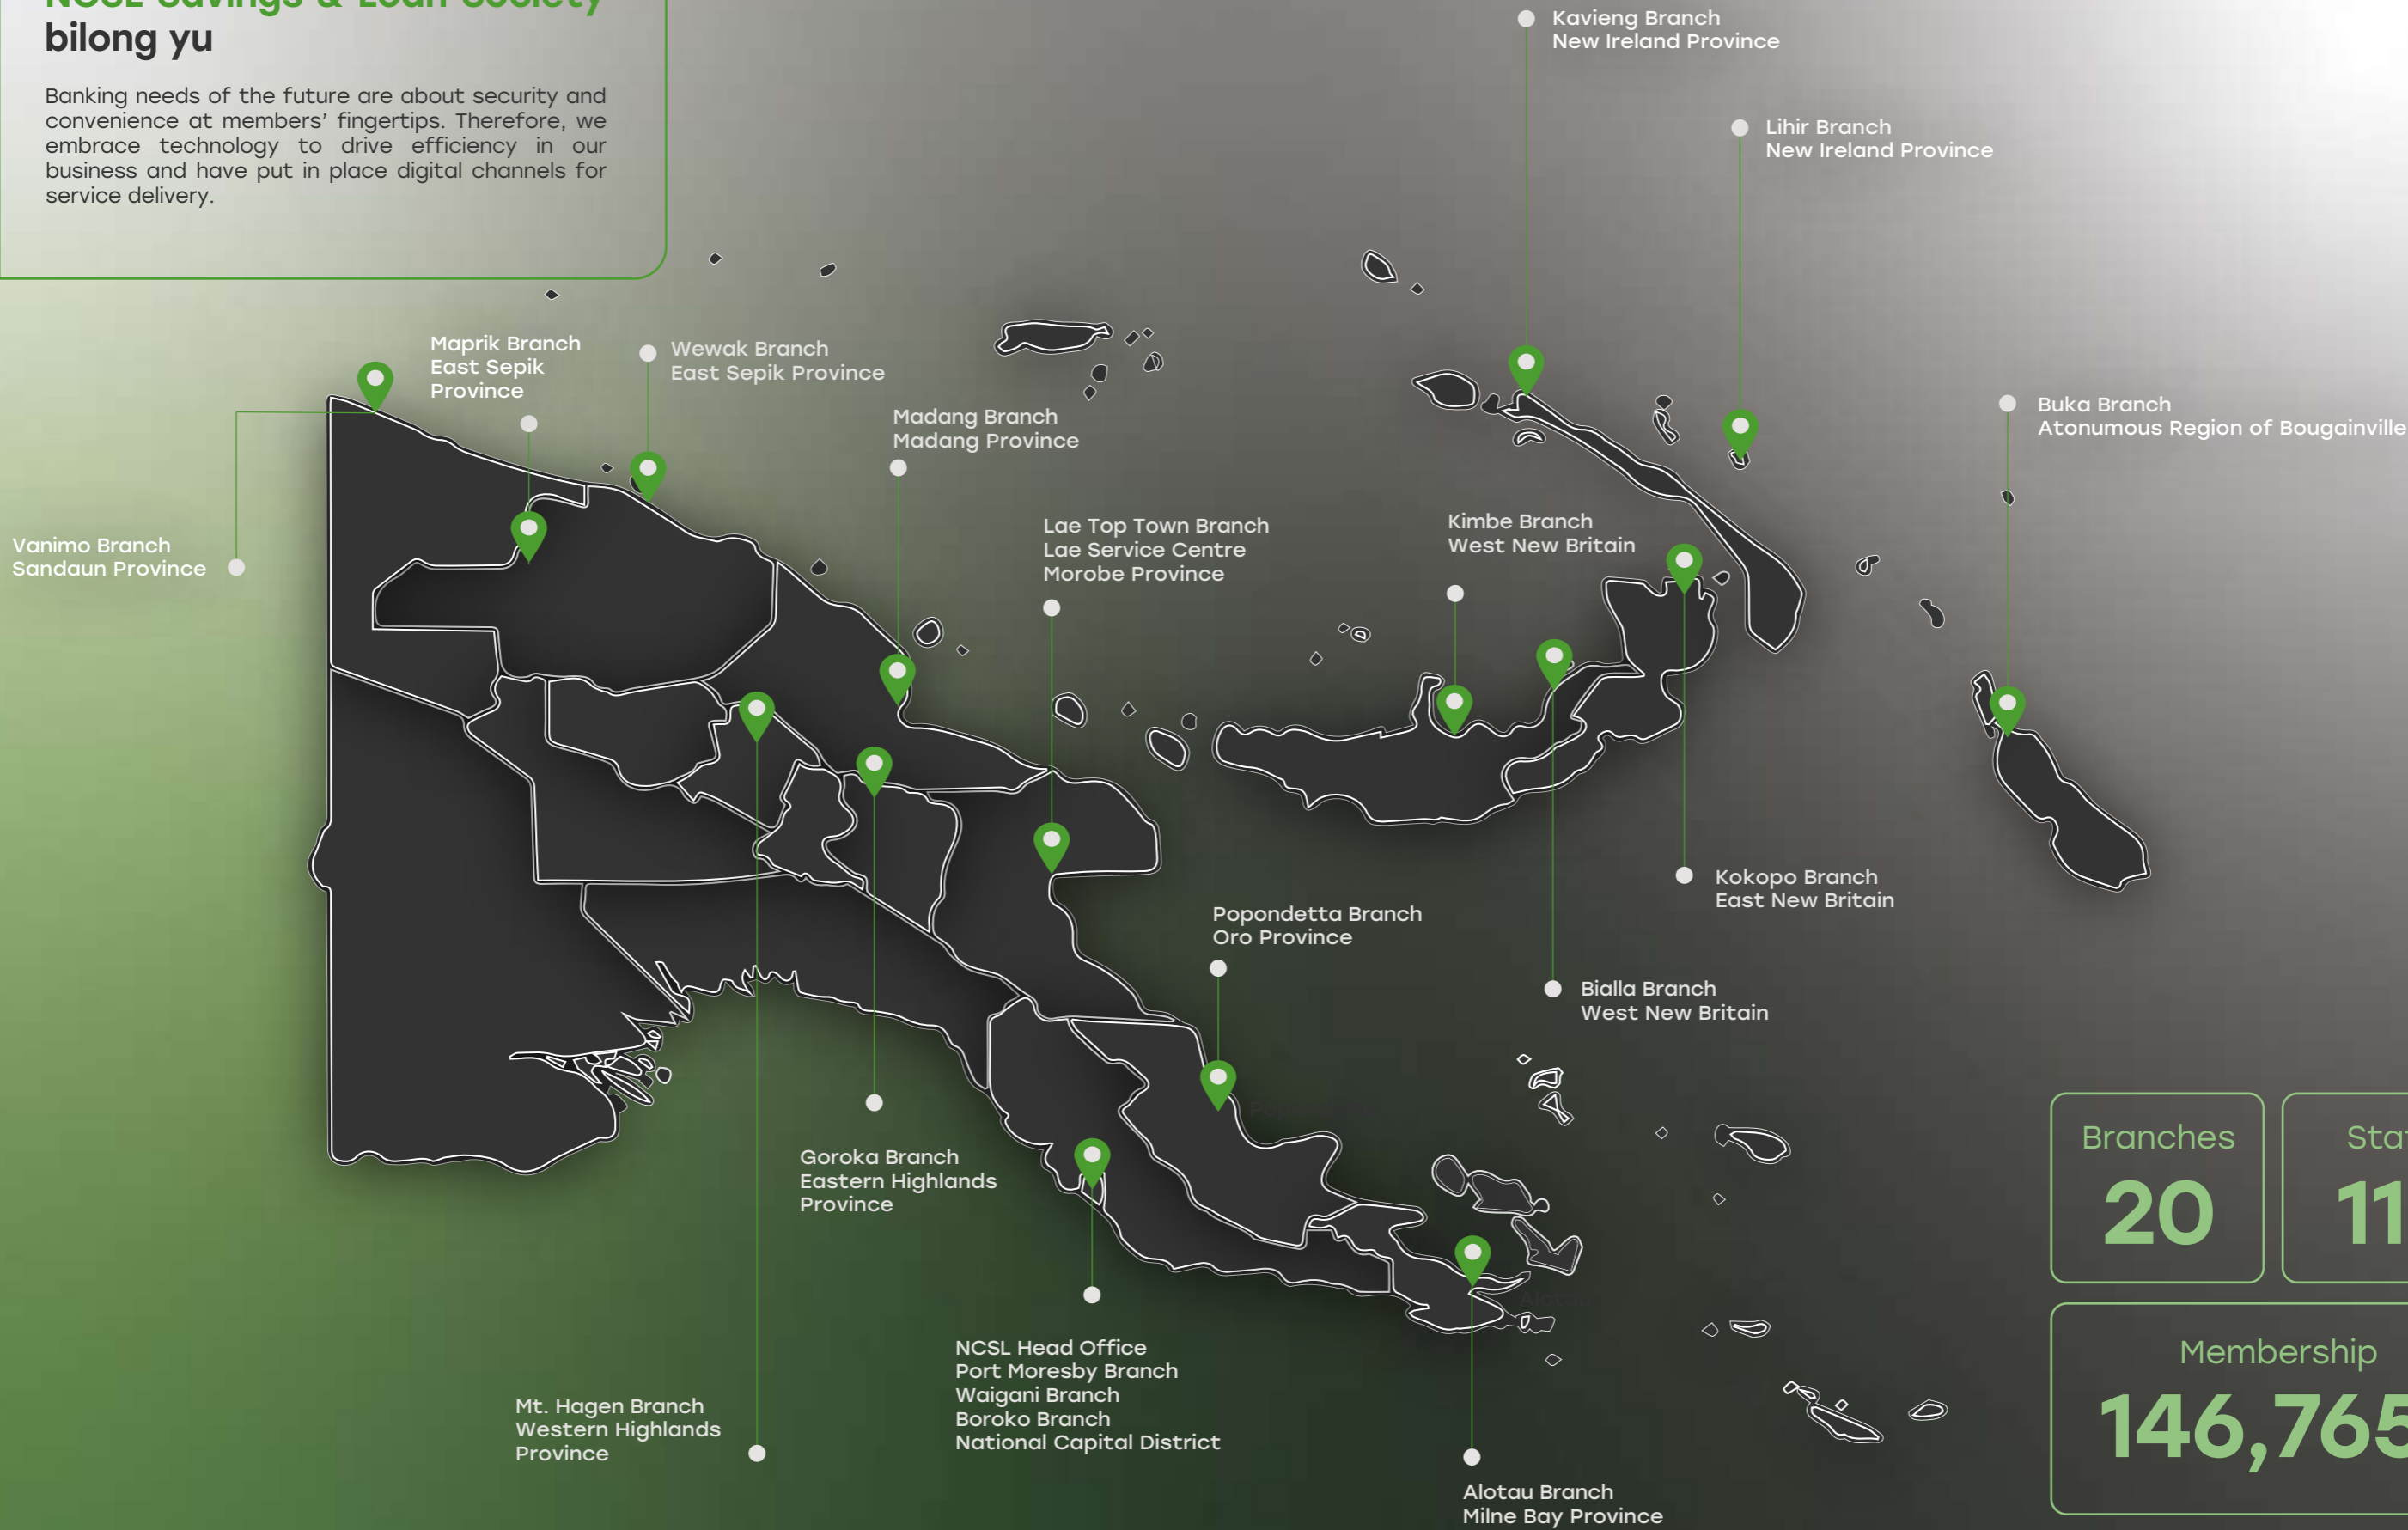 NCSL Savings & Loan Society
bilong yu
Banking needs of the future are about security and
convenience at members’ fingertips. Therefore, we
embrace technology to drive efficiency in our
business and have put in place digital channels for
service delivery.
Kavieng Branch
New Ireland Province
Lihir Branch
New Ireland Province
Maprik Branch
East Sepik
Province
Wewak Branch
East Sepik Province
Madang Branch
Madang Province
Buka Branch
Atonumous Region of Bougainville
Vanimo Branch
Sandaun Province
Lae Top Town Branch
Lae Service Centre
Morobe Province
Kimbe Branch
West New Britain
Kokopo Branch
East New Britain
Popondetta Branch
Oro Province
Bialla Branch
West New Britain
Goroka Branch
Eastern Highlands
Province
NCSL Head Office
Port Moresby Branch
Waigani Branch
Boroko Branch
National Capital District
Mt. Hagen Branch
Western Highlands
Province
Alotau Branch
Milne Bay Province
Branches
20
Membership
146,765